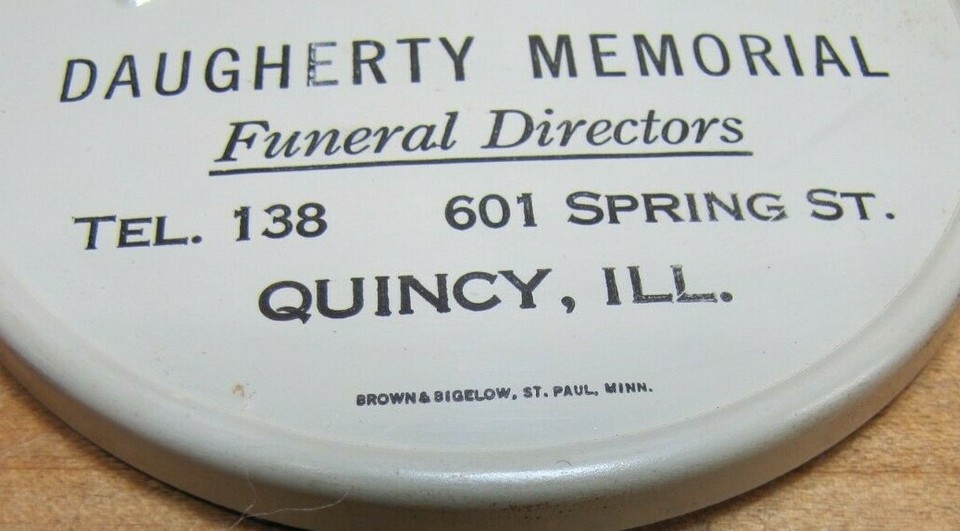 DAUGHERTY MEMORIAL
Funeral Directors
TEL. 138 601 SPRING ST.
QUINCY, ILL.
BROWN & BIGELOW, ST. PAUL, MINN.